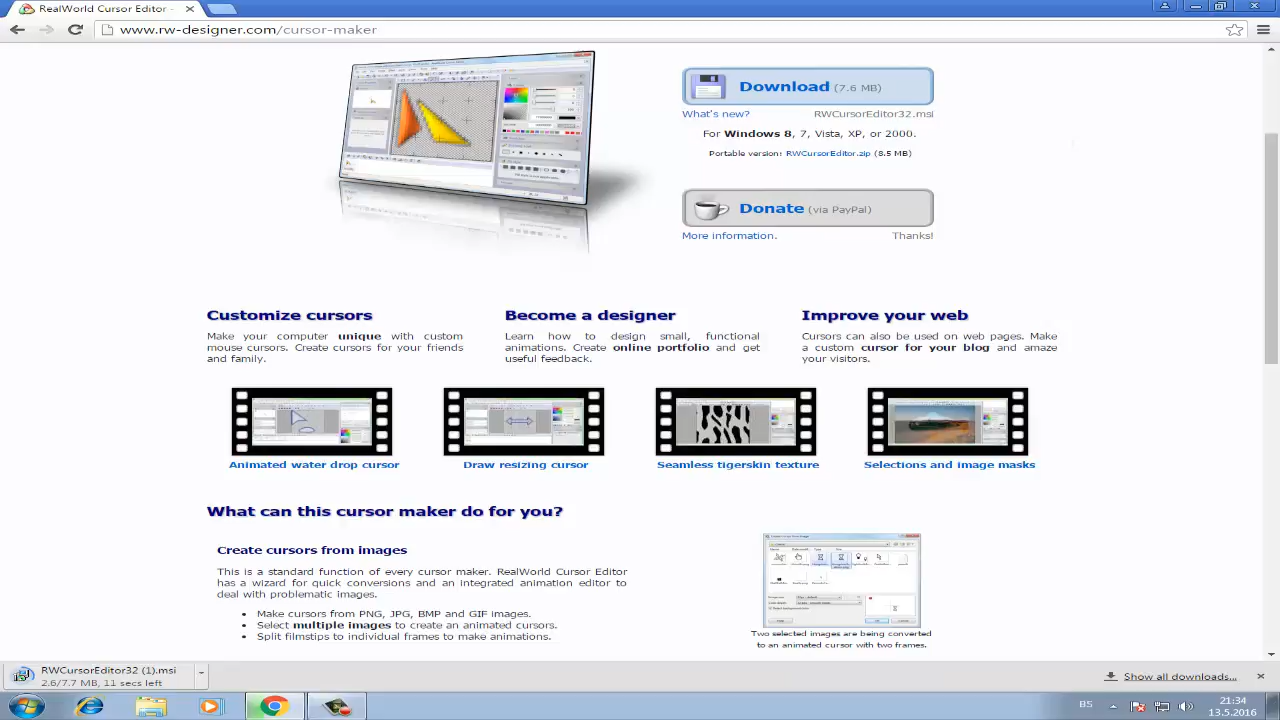 RealWorld Cursor Editor -
www.rw-designer.com/cursor-maker
Download (7.6 MB)
What's new? RWCursorEditor32.msi
For Windows 8, 7, Vista, XP, or 2000.
Portable version: RWCursorEditor.zip (8.5 MB)
Donate (via PayPal)
More information. Thanks!
Customize cursors
Make your computer unique with custom
mouse cursors. Create cursors for your friends
and family.
Become a designer
Learn how to design small, functional
animations. Create online portfolio and get
useful feedback.
Improve your web
Cursors can also be used on web pages. Make
a custom cursor for your blog and amaze
your visitors.
Animated water drop cursor
Draw resizing cursor
Seamless tigerskin texture
Selections and image masks
What can this cursor maker do for you?
Create cursors from images
This is a standard function of every cursor maker. RealWorld Cursor Editor
has a wizard for quick conversions and an integrated animation editor to
deal with problematic images.
• Make cursors from PNG, JPG, BMP and GIF images.
• Select multiple images to create an animated cursors.
• Split filmstips to individual frames to make animations.
Two selected images are being converted
to an animated cursor with two frames.
RWCursorEditor32 (1).msi
2.6/7.7 MB, 11 secs left
Show all downloads...
BS
21:34
13.5.2016